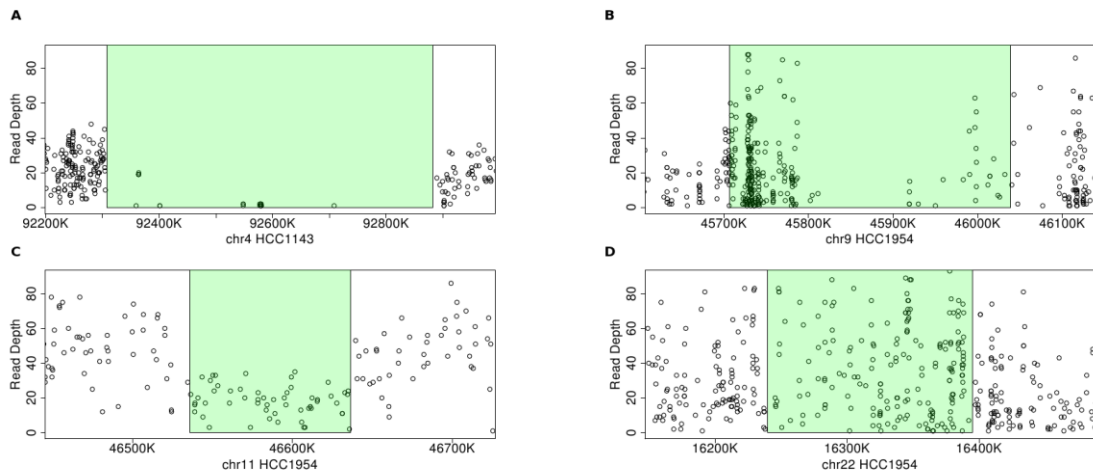 A
Read Depth
0 20 40 60 80
92200K 92400K 92600K 92800K
chr4 HCC1143
B
Read Depth
0 20 40 60 80
45700K 45800K 45900K 46000K 46100K
chr9 HCC1954
C
Read Depth
0 20 40 60 80
46500K 46600K 46700K
chr11 HCC1954
D
Read Depth
0 20 40 60 80
16200K 16300K 16400K
chr22 HCC1954